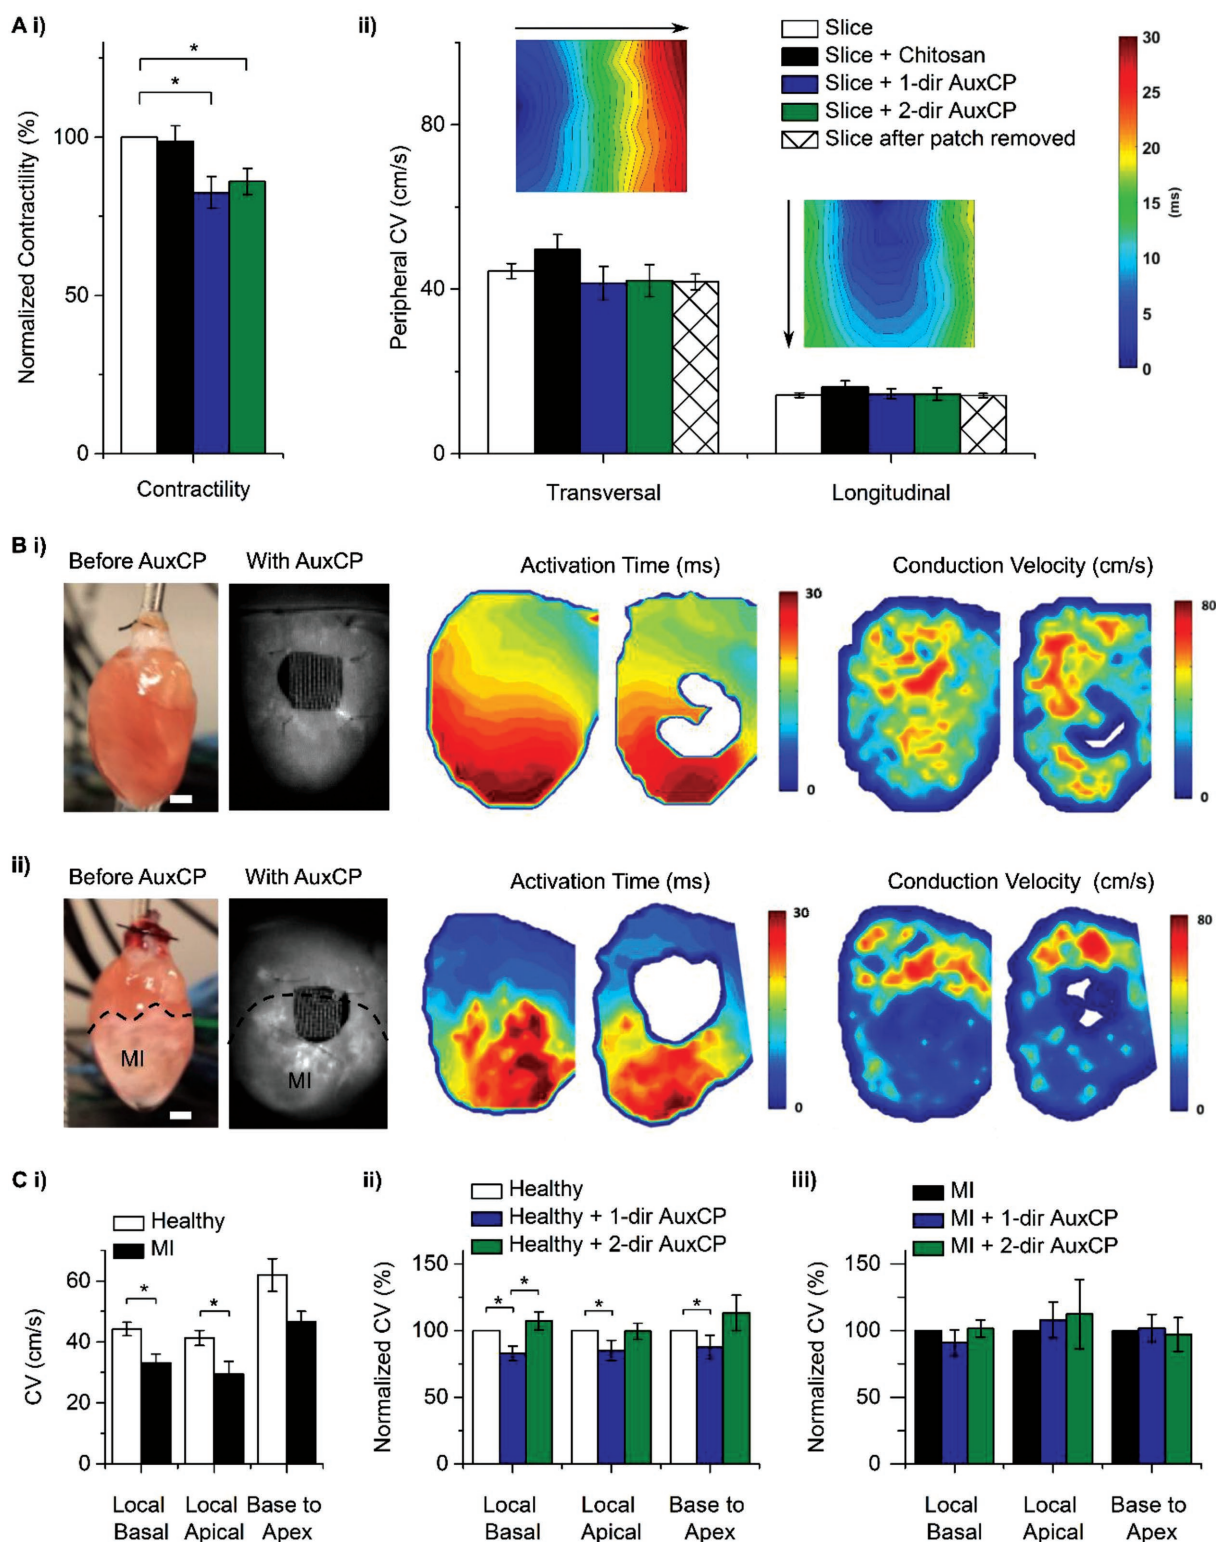 A i)
Normalized Contractility (%)
100
50
0
*
*
Contractility
ii)
Peripheral CV (cm/s)
80
40
0
Transversal
Longitudinal
Slice
Slice + Chitosan
Slice + 1-dir AuxCP
Slice + 2-dir AuxCP
Slice after patch removed
30
25
20
15
10
5
0
(ms)
B i)
Before AuxCP
With AuxCP
Activation Time (ms)
30
0
Conduction Velocity (cm/s)
80
0
ii)
Before AuxCP
With AuxCP
MI
MI
Activation Time (ms)
30
0
Conduction Velocity (cm/s)
80
0
C i)
Healthy
MI
CV (cm/s)
60
40
20
0
*
*
Local Basal
Local Apical
Base to Apex
ii)
Healthy
Healthy + 1-dir AuxCP
Healthy + 2-dir AuxCP
Normalized CV (%)
150
100
50
0
*
*
*
*
Local Basal
Local Apical
Base to Apex
iii)
MI
MI + 1-dir AuxCP
MI + 2-dir AuxCP
Normalized CV (%)
150
100
50
0
Local Basal
Local Apical
Base to Apex